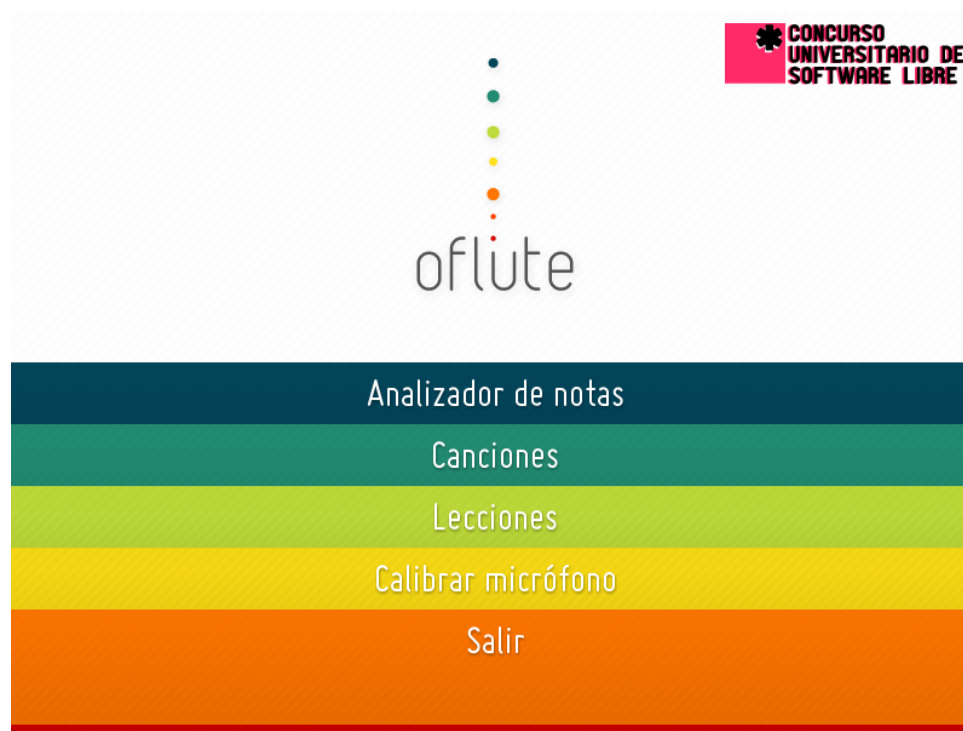 CONCURSO
UNIVERSITARIO DE
SOFTWARE LIBRE
oflute
Analizador de notas
Canciones
Lecciones
Calibrar micrófono
Salir